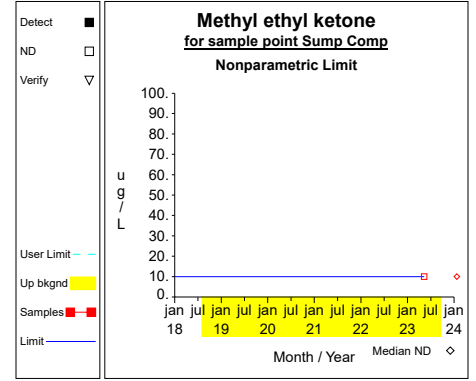 Detect
ND
Verify
User Limit
Up bkgnd
Samples
Limit
Methyl ethyl ketone
for sample point Sump Comp
Nonparametric Limit
100.
90.
80.
70.
60.
50.
40.
30.
20.
10.
0.
ug/L
jan jul jan jul jan jul jan jul jan jul jan jul jan
18 19 20 21 22 23 24
Month / Year
Median ND